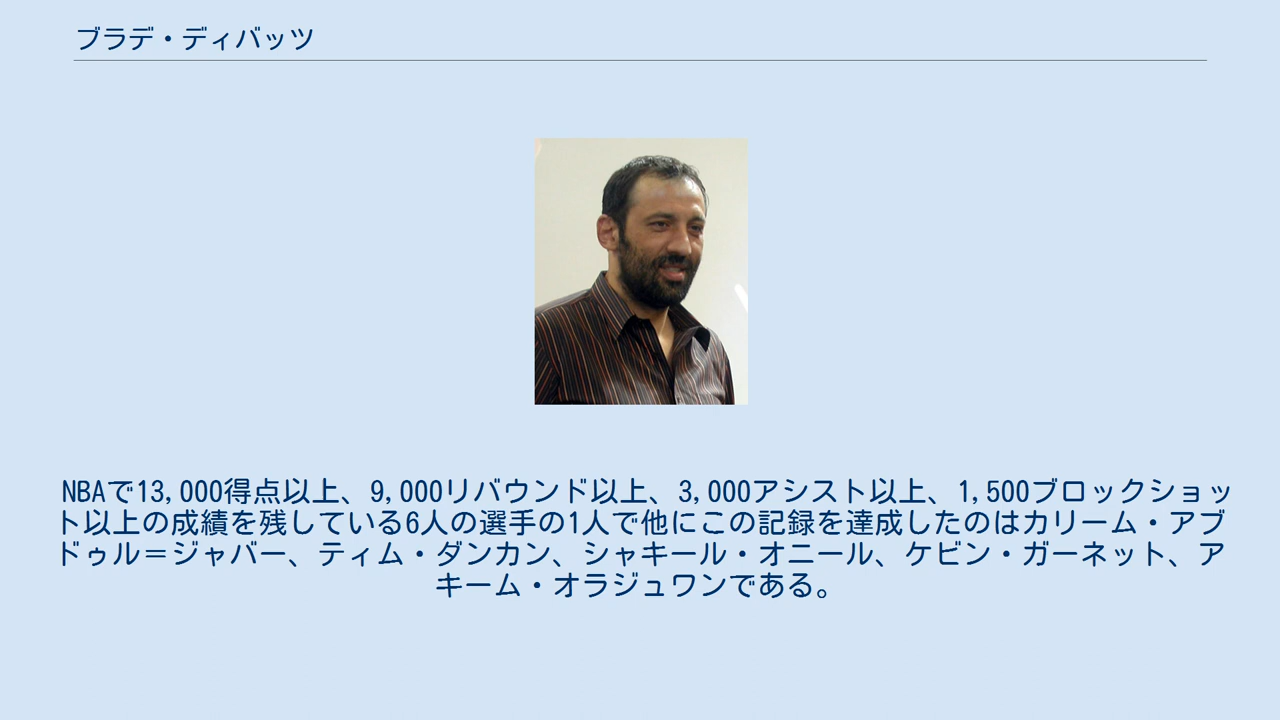 ブラデ・ディバッツ
NBAで13,000得点以上、9,000リバウンド以上、3,000アシスト以上、1,500ブロックショッ
ト以上の成績を残している6人の選手の1人で他にこの記録を達成したのはカリーム・アブ
ドゥル＝ジャバー、ティム・ダンカン、シャキール・オニール、ケビン・ガーネット、ア
キーム・オラジュワンである。